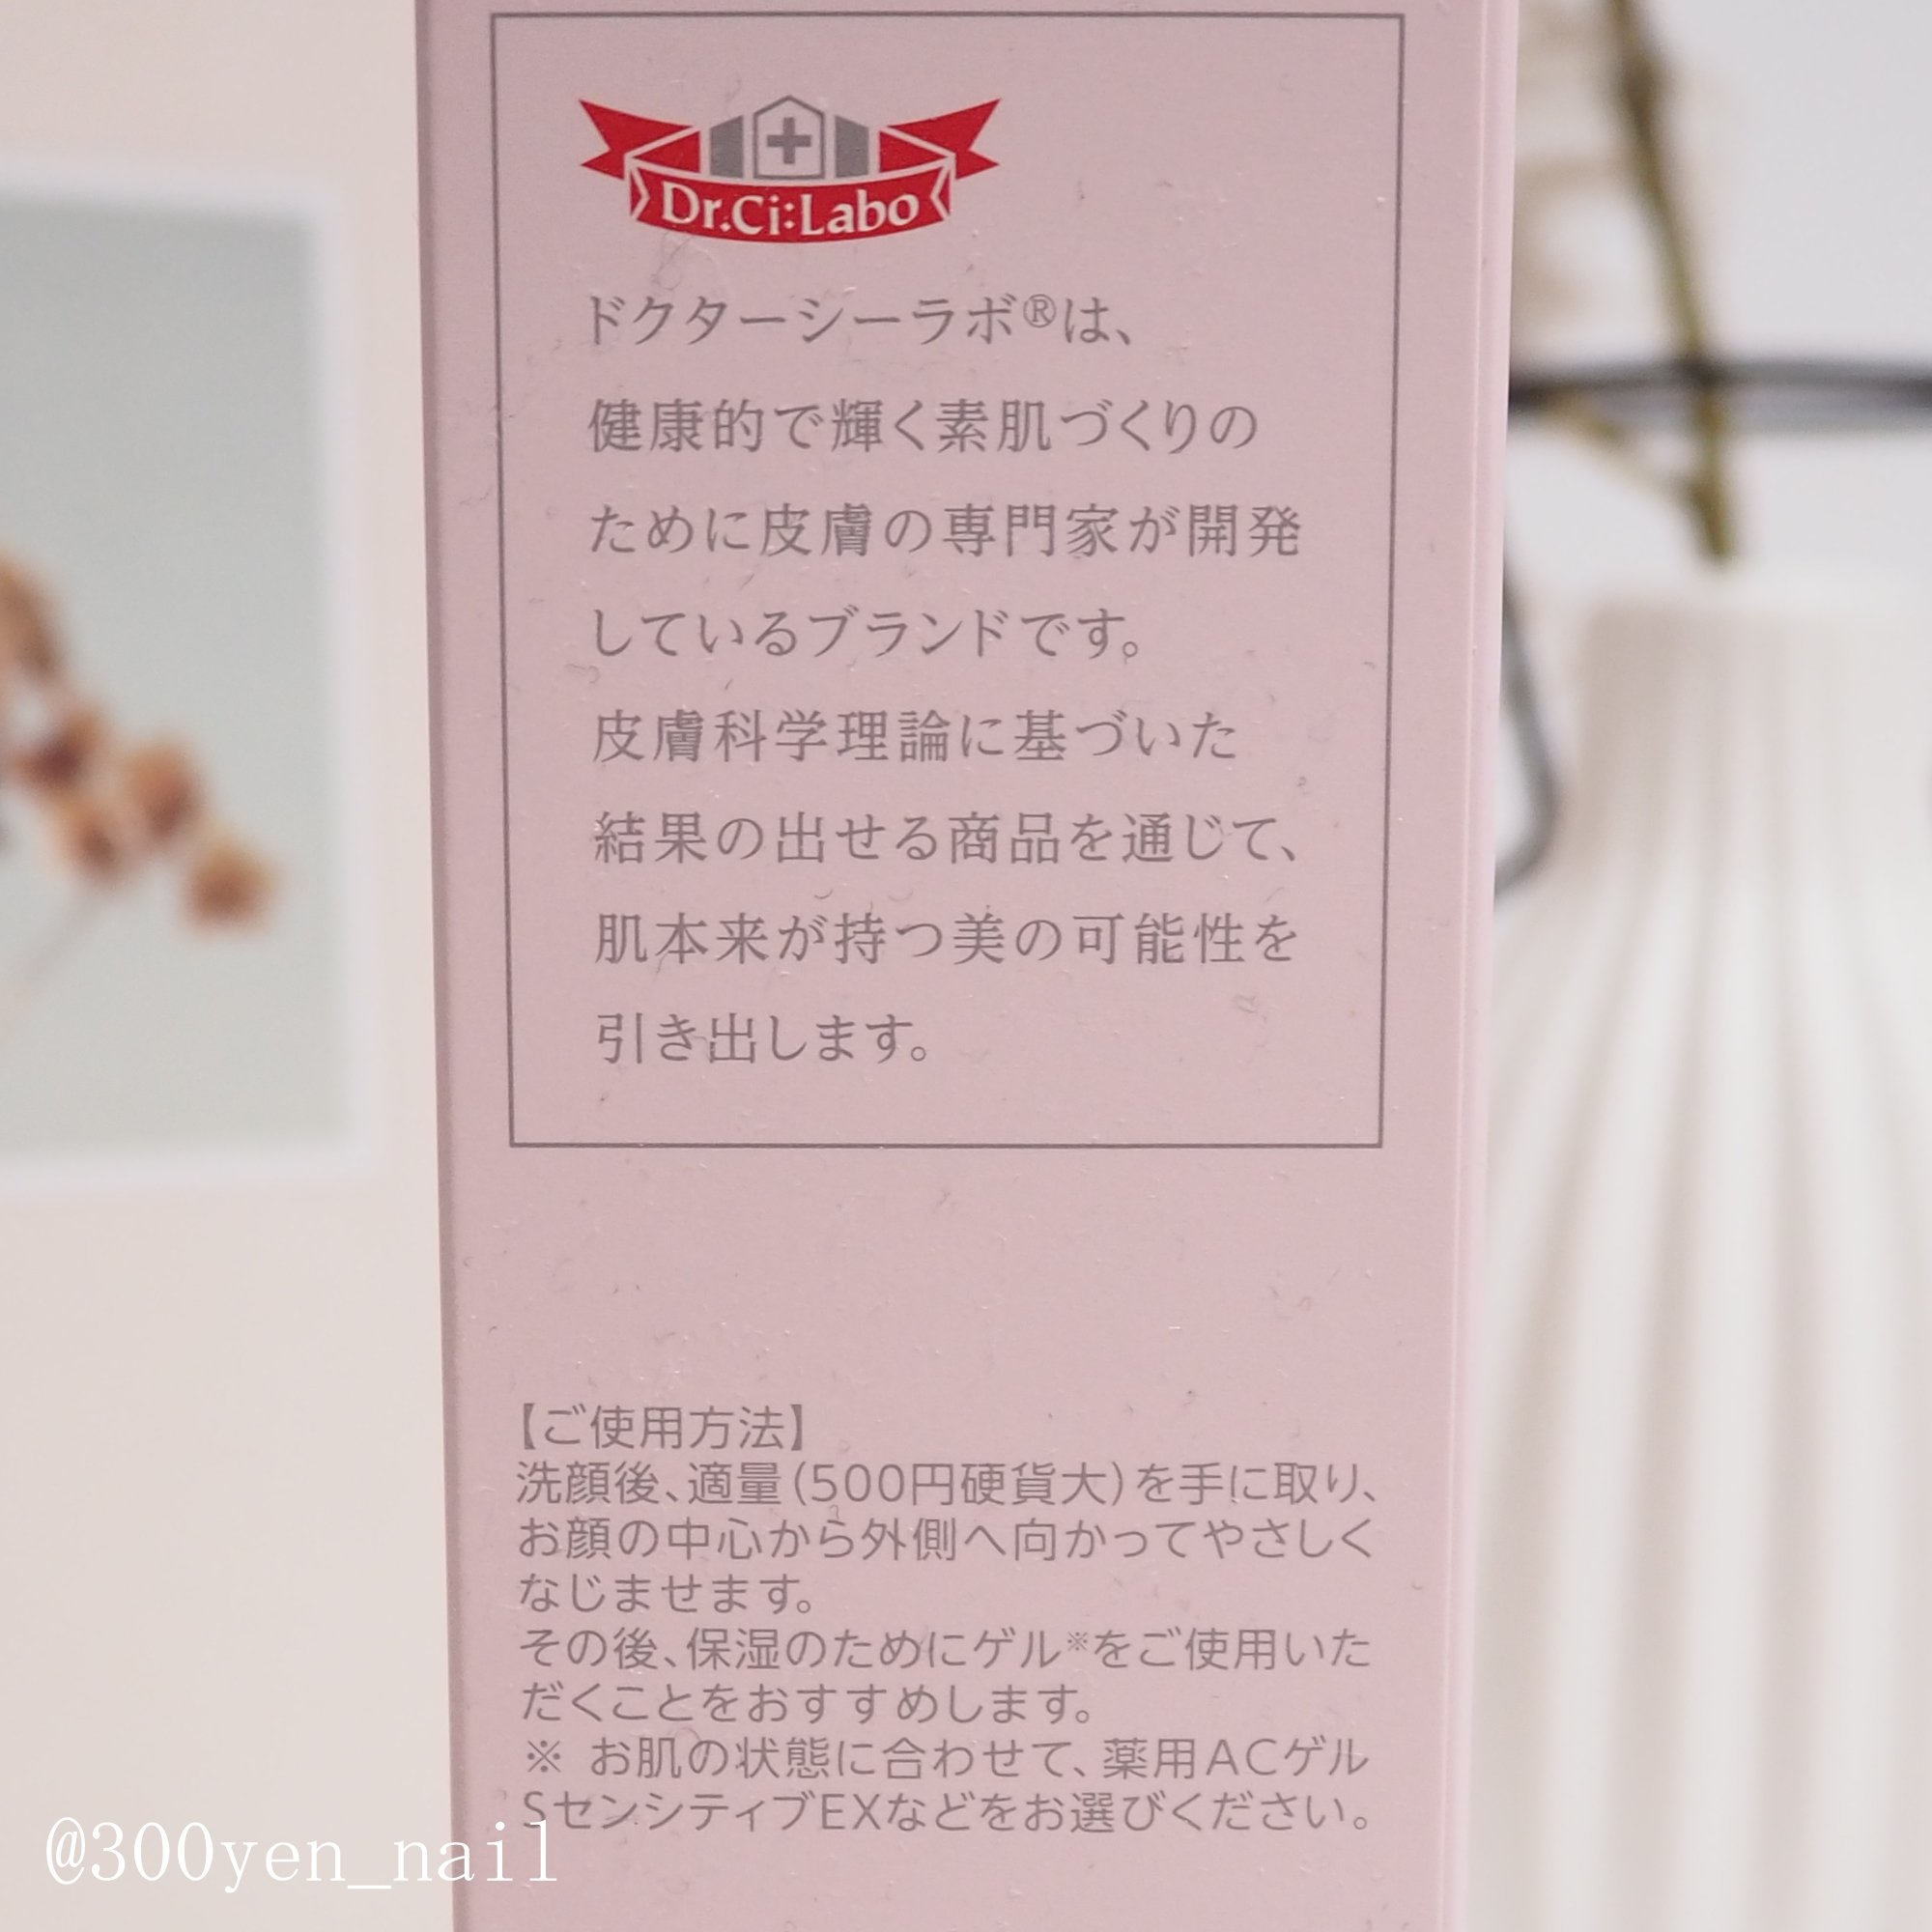 Dr.Ci:Labo
ドクターシーラボ®は、
健康的で輝く素肌づくりの
ために皮膚の専門家が開発
しているブランドです。
皮膚科学理論に基づいた
結果の出せる商品を通じて、
肌本来が持つ美の可能性を
引き出します。
【ご使用方法】
洗顔後、適量(500円硬貨大)を手に取り、
お顔の中心から外側へ向かってやさしく
なじませます。
その後、保湿のためにゲル※をご使用いた
だくことをおすすめします。
※ お肌の状態に合わせて、薬用ACゲル
SセンシティブEXなどをお選びください。
@300yen_nail